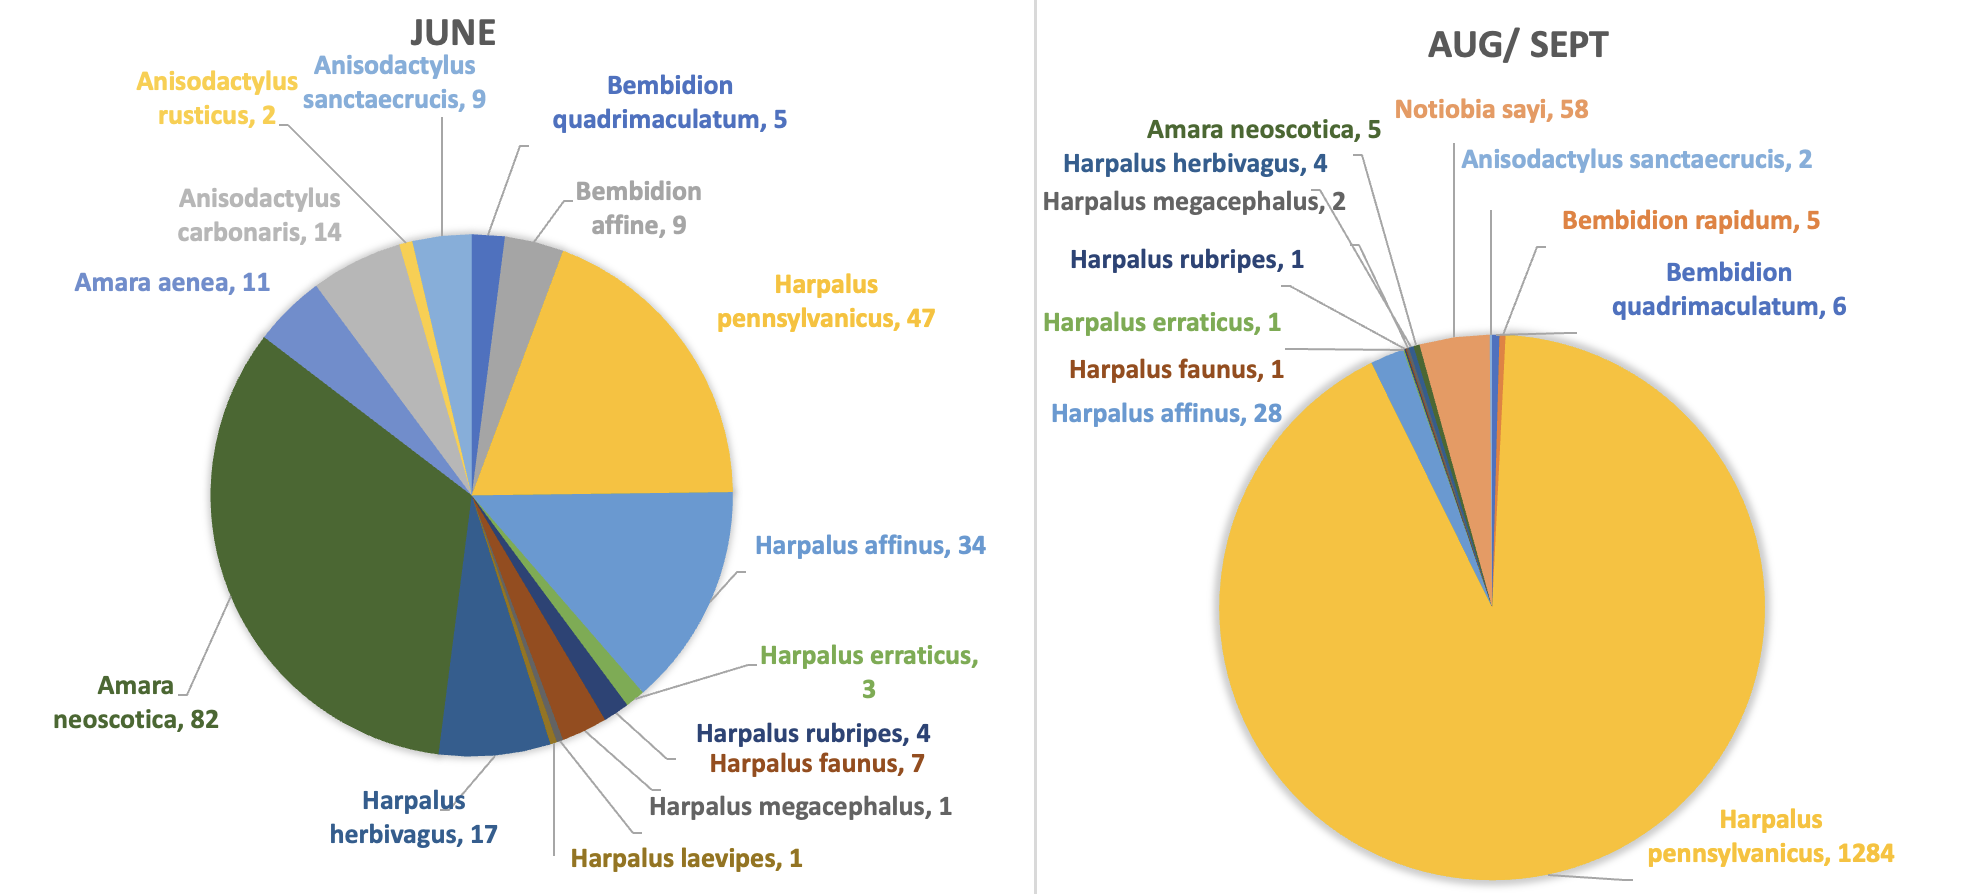 JUNE
Anisodactylus
sanctaecrucis, 9
Anisodactylus
rusticus, 2
Bembidion
quadrimaculatum, 5
Anisodactylus
carbonaris, 14
Bembidion
affine, 9
Amara aenea, 11
Harpalus
pennsylvanicus, 47
Harpalus affinus, 34
Harpalus erraticus,
3
Amara
neoscotica, 82
Harpalus rubripes, 4
Harpalus faunus, 7
Harpalus megacephalus, 1
Harpalus
herbivagus, 17
Harpalus laevipes, 1
AUG/ SEPT
Notiobia sayi, 58
Amara neoscotica, 5
Anisodactylus sanctaecrucis, 2
Harpalus herbivagus, 4
Harpalus megacephalus, 2
Bembidion rapidum, 5
Harpalus rubripes, 1
Bembidion
quadrimaculatum, 6
Harpalus erraticus, 1
Harpalus faunus, 1
Harpalus affinus, 28
Harpalus
pennsylvanicus, 1284